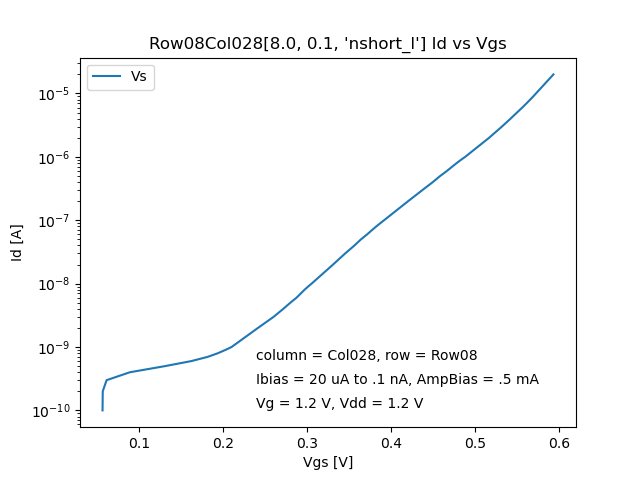 Row08Col028[8.0, 0.1, 'nshort_l'] Id vs Vgs
Vs
10⁻⁵
10⁻⁶
10⁻⁷
10⁻⁸
10⁻⁹
10⁻¹⁰
Id [A]
column = Col028, row = Row08
Ibias = 20 uA to .1 nA, AmpBias = .5 mA
Vg = 1.2 V, Vdd = 1.2 V
0.1 0.2 0.3 0.4 0.5 0.6
Vgs [V]